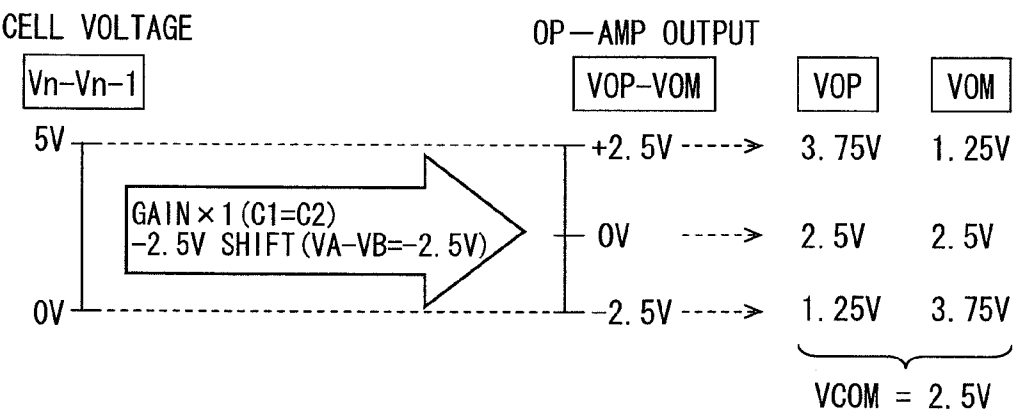 CELL VOLTAGE
OP-AMP OUTPUT
Vn-Vn-1
VOP-VOM
VOP
VOM
5V
+2.5V
3.75V
1.25V
GAIN×1(C1=C2)
-2.5V SHIFT(VA-VB=-2.5V)
0V
2.5V
2.5V
0V
-2.5V
1.25V
3.75V
VCOM = 2.5V